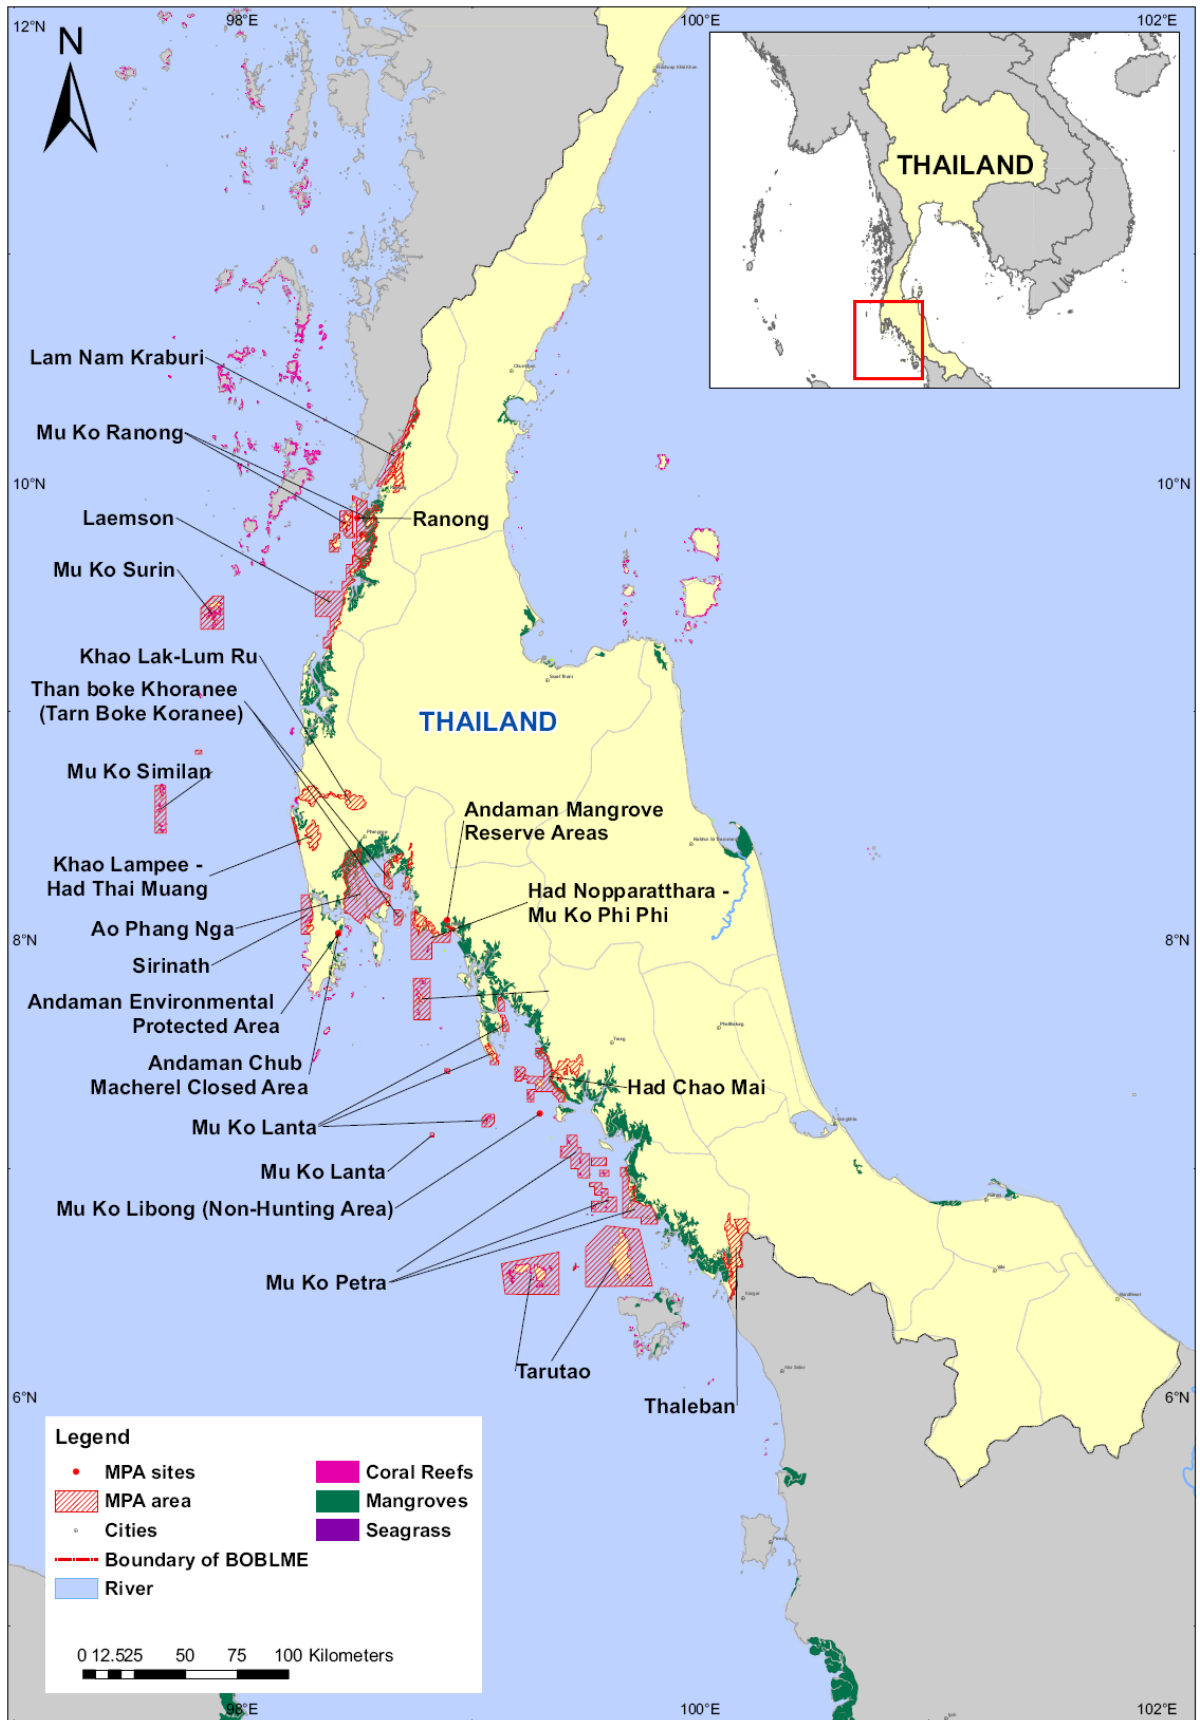 12°N
98°E
100°E
102°E
N
THAILAND
Lam Nam Kraburi
Mu Ko Ranong
10°N
10°N
Laemson
Ranong
Mu Ko Surin
Khao Lak-Lum Ru
Than boke Khoranee
(Tarn Boke Koranee)
THAILAND
Mu Ko Similan
Andaman Mangrove
Reserve Areas
Khao Lampee -
Had Thai Muang
Had Nopparatthara -
Mu Ko Phi Phi
Ao Phang Nga
8°N
8°N
Sirinath
Andaman Environmental
Protected Area
Andaman Chub
Macherel Closed Area
Had Chao Mai
Mu Ko Lanta
Mu Ko Lanta
Mu Ko Libong (Non-Hunting Area)
Mu Ko Petra
Tarutao
Thaleban
6°N
6°N
Legend
MPA sites
MPA area
Cities
Boundary of BOBLME
River
Coral Reefs
Mangroves
Seagrass
0 12.525 50 75 100 Kilometers
98°E
100°E
102°E